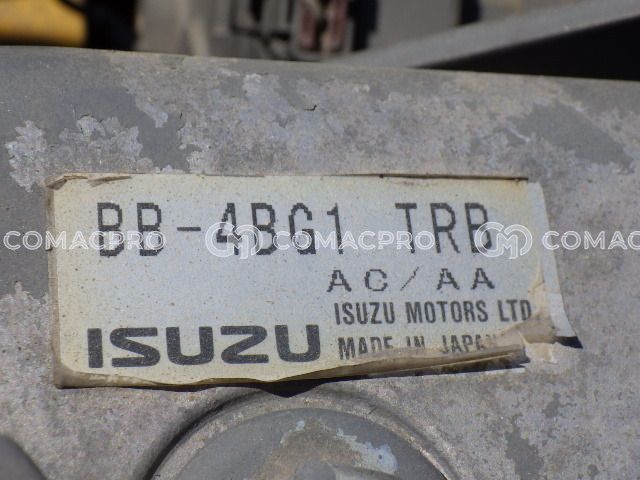 BB-4BG1 TRB
COMACPRO COMACPRO COMACPRO
AC/AA
ISUZU MOTORS LTD
ISUZU MADE IN JAPAN